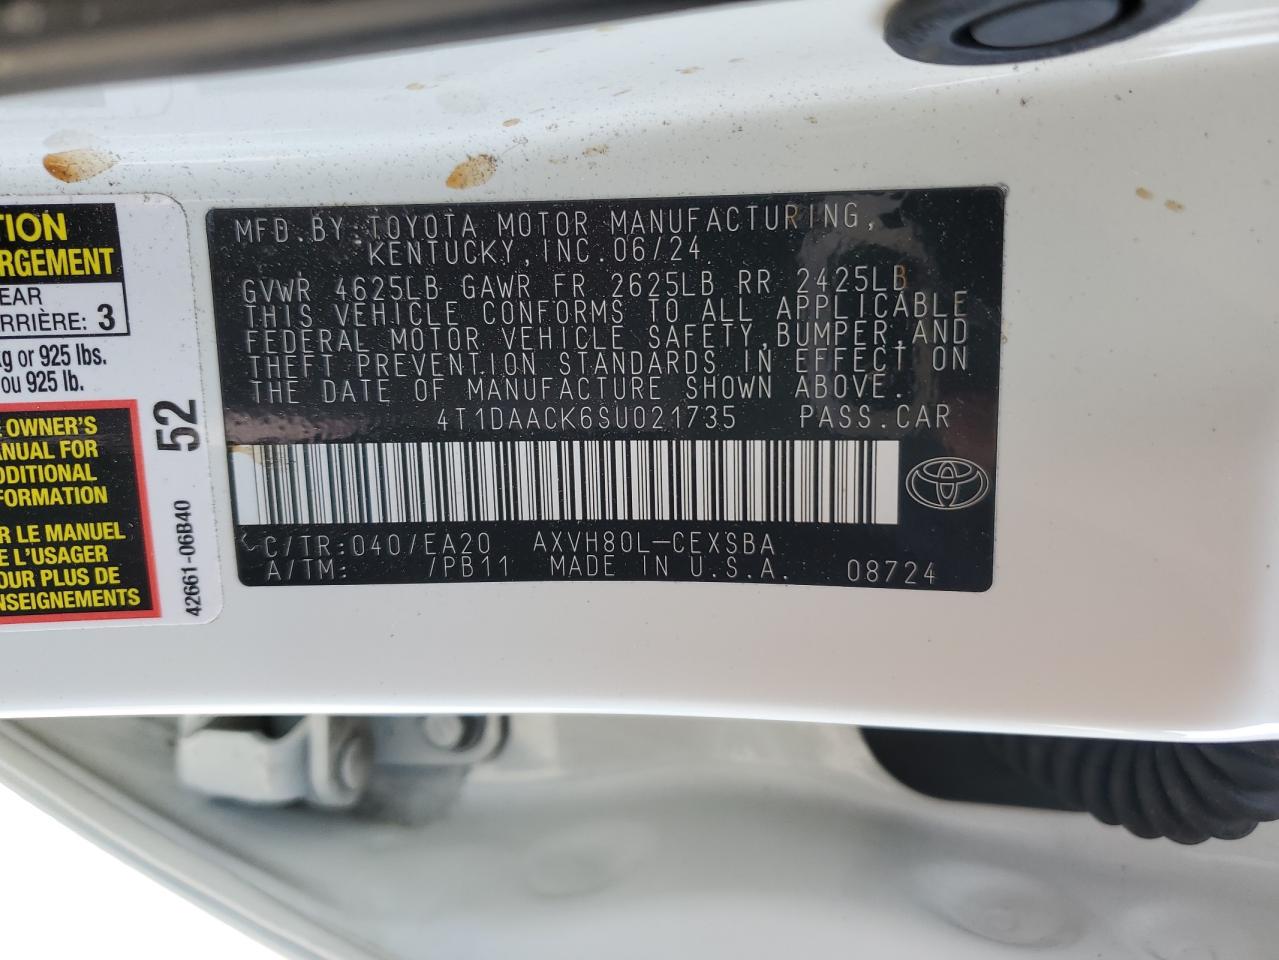 TION
RGEMENT
EAR
RRIÈRE: 3
kg or 925 lbs.
ou 925 lb.
OWNER'S
ANUAL FOR
DDITIONAL
FORMATION
R LE MANUEL
E L'USAGER
OUR PLUS DE
NSEIGNEMENTS
52
42661-06B40
MFD.BY:TOYOTA MOTOR MANUFACTURING,
KENTUCKY, INC. 06/24
GVWR 4625LB GAWR FR 2625LB RR 2425LB
THIS VEHICLE CONFORMS TO ALL APPLICABLE
FEDERAL MOTOR VEHICLE SAFETY,BUMPER,AND
THEFT PREVENTION STANDARDS IN EFFECT ON
THE DATE OF MANUFACTURE SHOWN ABOVE.
4T1DAACK6SU021735 PASS.CAR
C/TR:040/EA20 AXVH80L-CEXSBA
A/TM: /PB11 MADE IN U.S.A. 08724